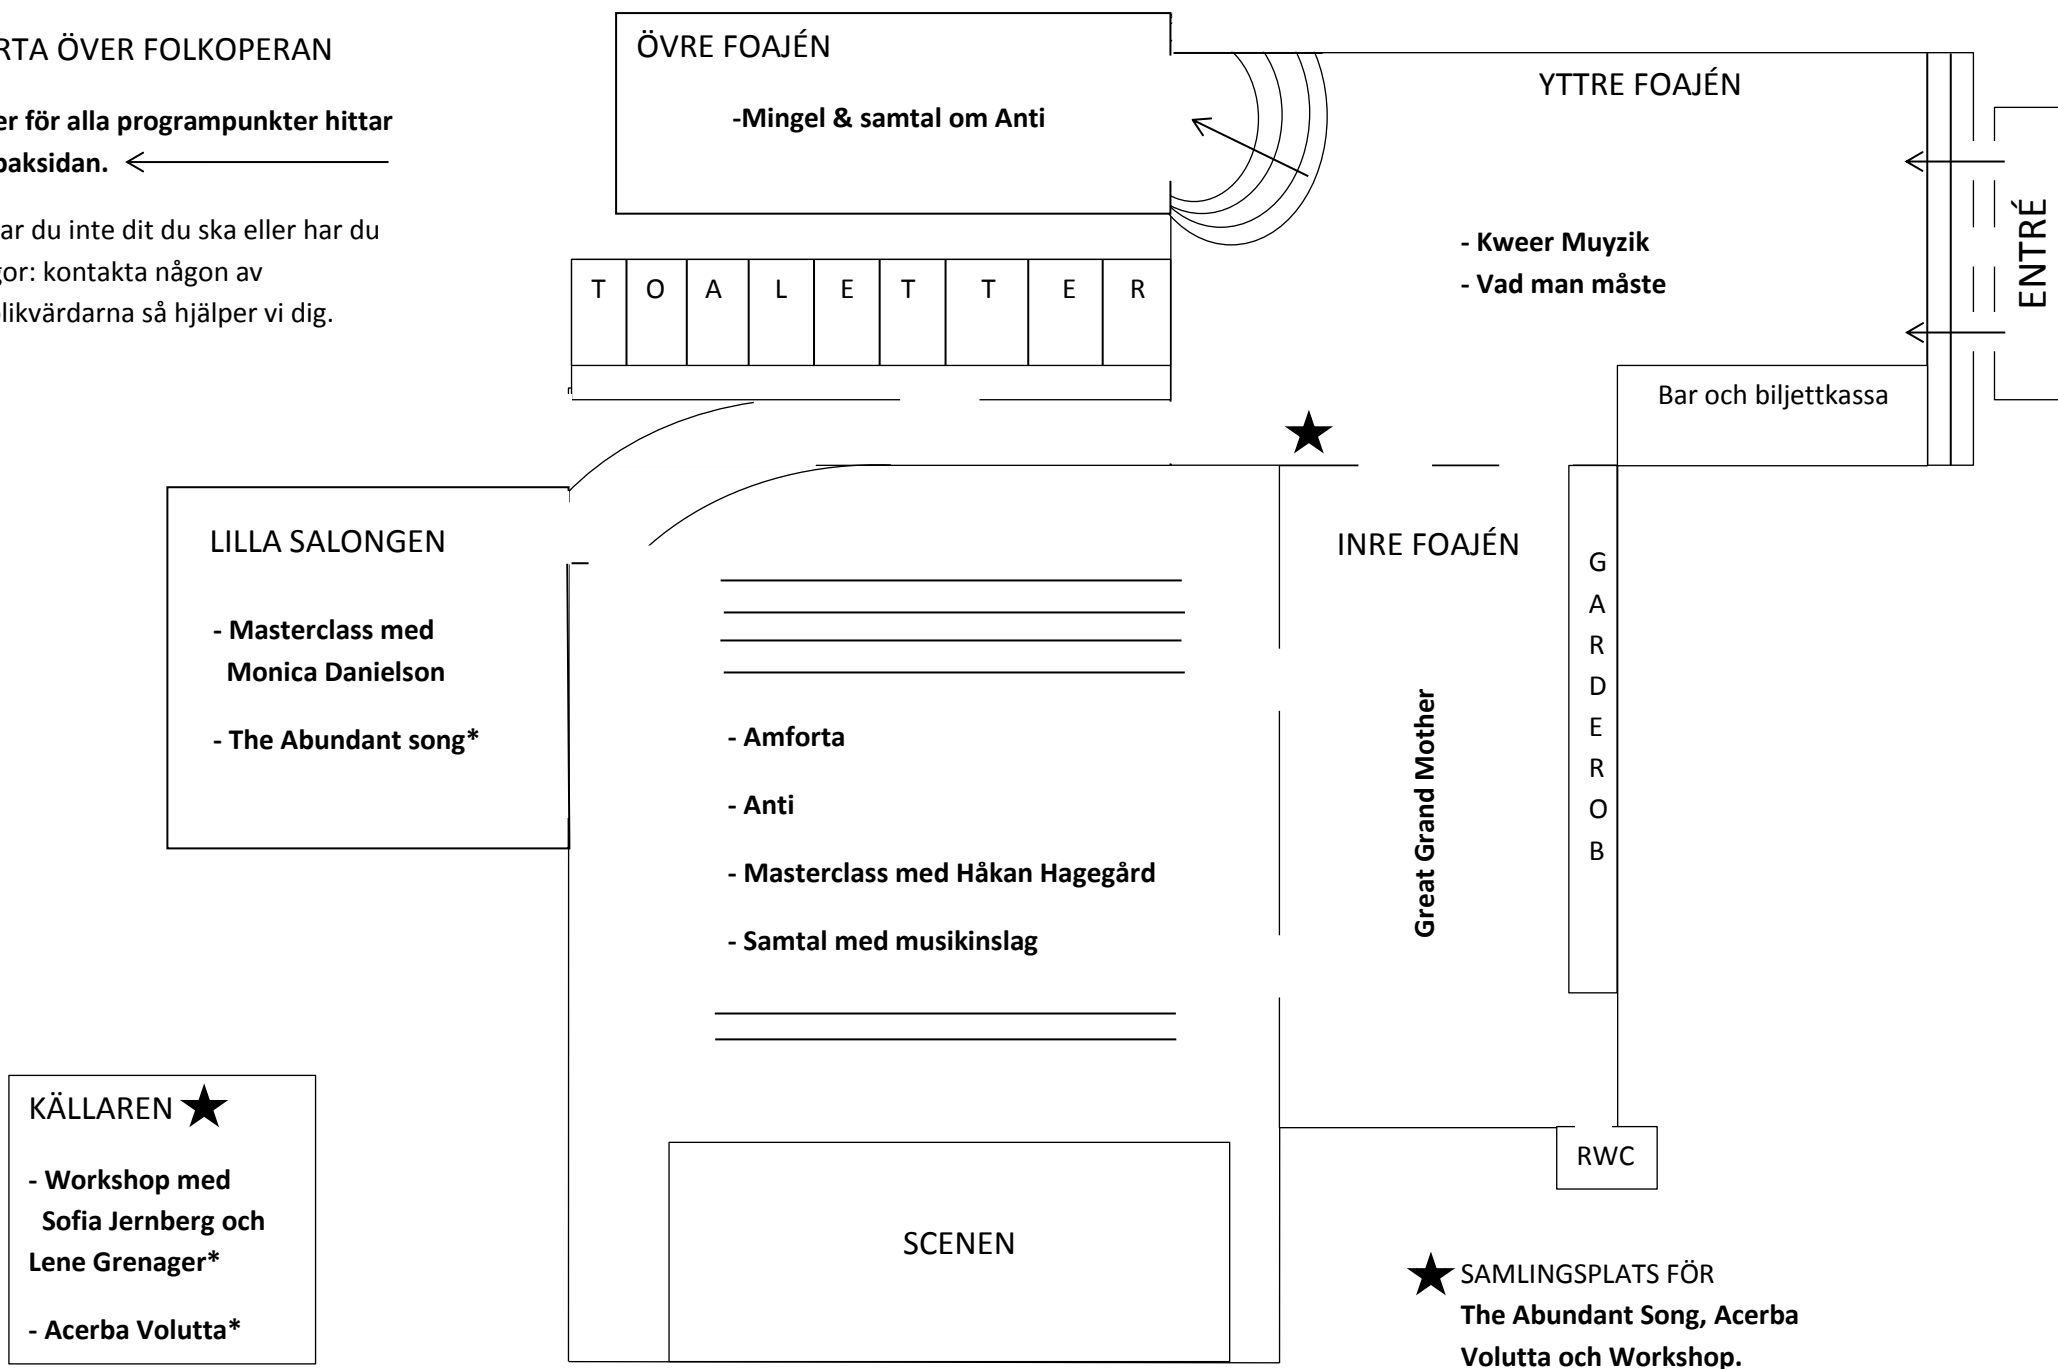 RTA ÖVER FOLKOPERAN
er för alla programpunkter hittar
baksidan.
ar du inte dit du ska eller har du
gor: kontakta någon av
likvärdarna så hjälper vi dig.
ÖVRE FOAJÉN
-Mingel & samtal om Anti
YTTRE FOAJÉN
- Kweer Muyzik
- Vad man måste
ENTRÉ
T O A L E T T E R
Bar och biljettkassa
LILLA SALONGEN
- Masterclass med
Monica Danielson
- The Abundant song*
INRE FOAJÉN
Great Grand Mother
G
A
R
D
E
R
O
B
- Amforta
- Anti
- Masterclass med Håkan Hagegård
- Samtal med musikinslag
KÄLLAREN
- Workshop med
Sofia Jernberg och
Lene Grenager*
- Acerba Volutta*
SCENEN
RWC
SAMLINGSPLATS FÖR
The Abundant Song, Acerba
Volutta och Workshop.